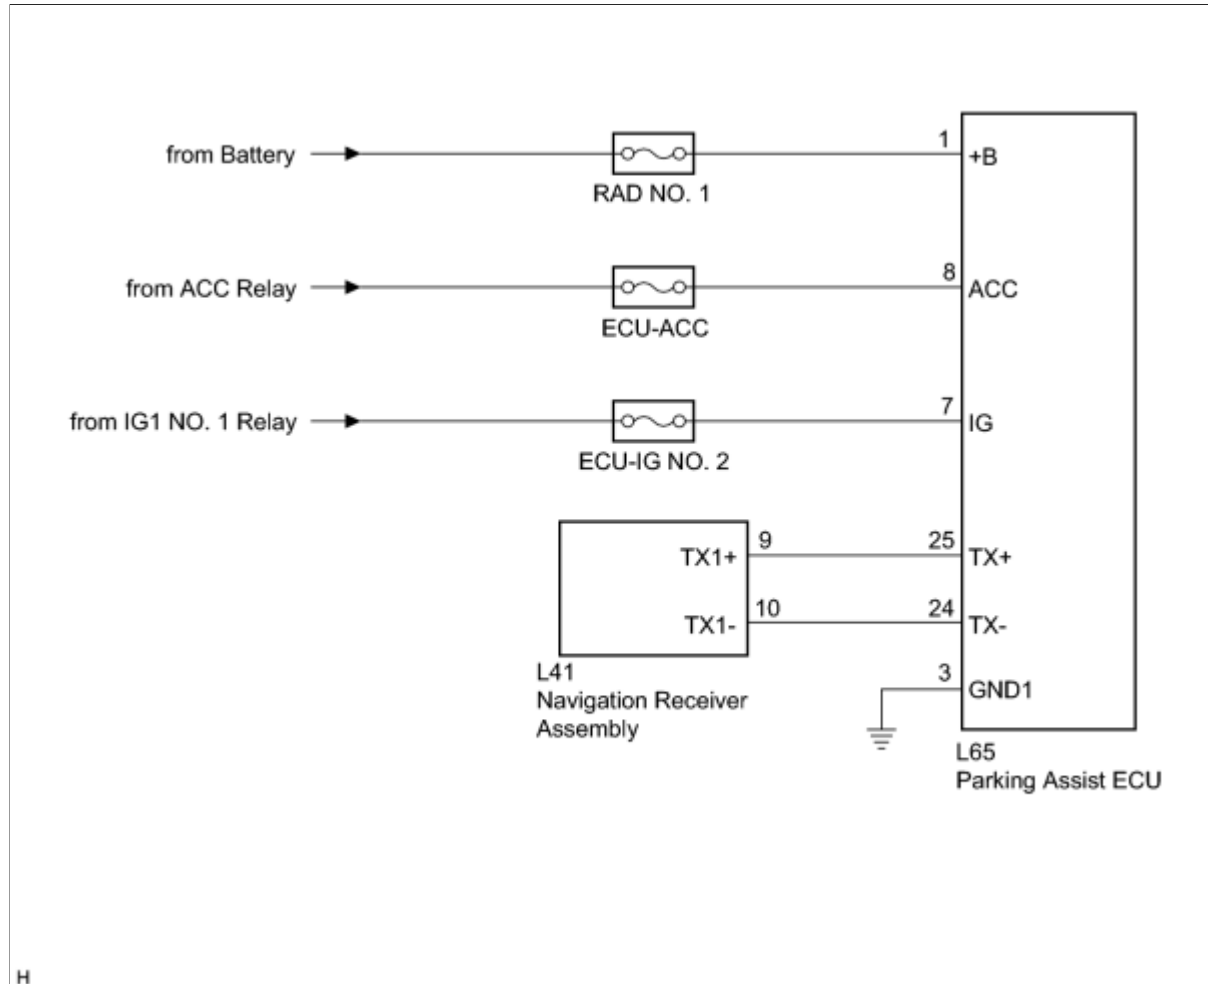 1
from Battery
+B
RAD NO. 1
8
from ACC Relay
ACC
ECU-ACC
7
from IG1 NO. 1 Relay
IG
ECU-IG NO. 2
TX1+
9
25
TX+
TX1-
10
24
TX-
3
GND1
L41
Navigation Receiver
Assembly
L65
Parking Assist ECU
H